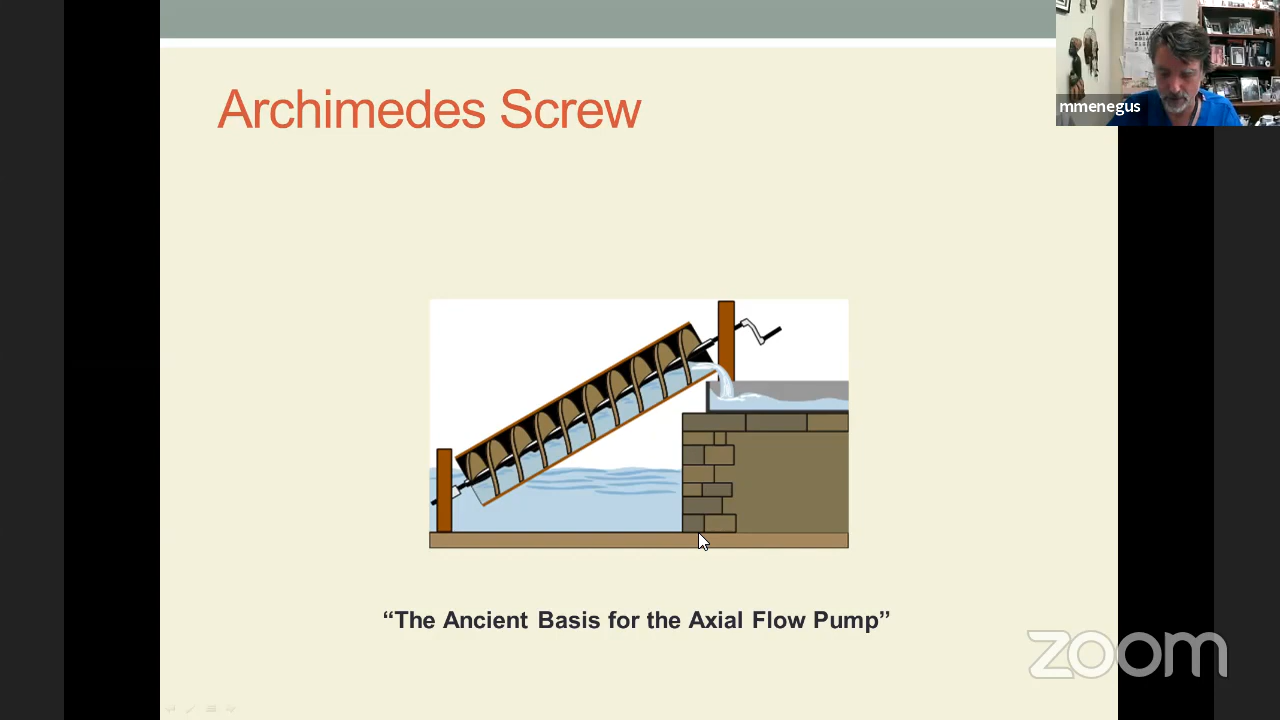 Archimedes Screw
mmenegus
“The Ancient Basis for the Axial Flow Pump”
zoom